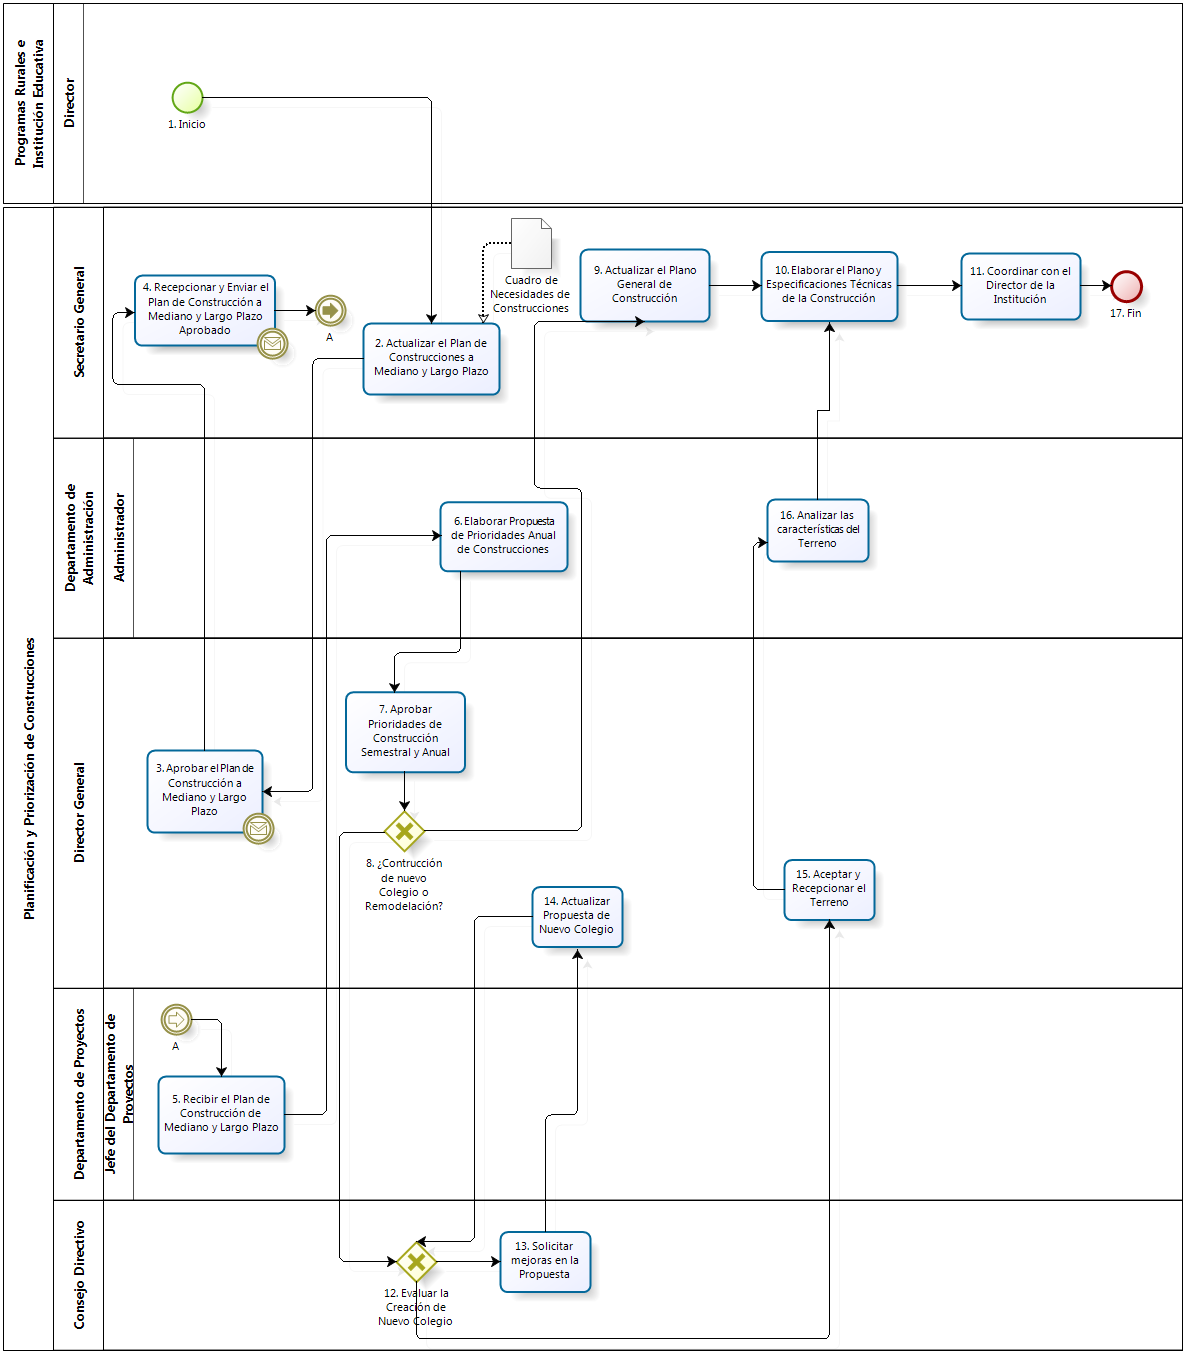 Programas Rurales e
Institución Educativa
Director
1. Inicio
Planificación y Priorización de Construcciones
Secretario General
4. Recepcionar y Enviar el
Plan de Construcción a
Mediano y Largo Plazo
Aprobado
A
2. Actualizar el Plan de
Construcciones a
Mediano y Largo Plazo
Cuadro de
Necesidades de
Construcciones
9. Actualizar el Plano
General de
Construcción
10. Elaborar el Plano y
Especificaciones Técnicas
de la Construcción
11. Coordinar con el
Director de la
Institución
17. Fin
Departamento de
Administración
Administrador
6. Elaborar Propuesta
de Prioridades Anual
de Construcciones
16. Analizar las
características del
Terreno
Director General
7. Aprobar
Prioridades de
Construcción
Semestral y Anual
3. Aprobar el Plan de
Construcción a
Mediano y Largo
Plazo
8. ¿Contrucción
de nuevo
Colegio o
Remodelación?
14. Actualizar
Propuesta de
Nuevo Colegio
15. Aceptar y
Recepcionar el
Terreno
Departamento de Proyectos
Jefe del Departamento de
Proyectos
A
5. Recibir el Plan de
Construcción de
Mediano y Largo Plazo
Consejo Directivo
12. Evaluar la
Creación de
Nuevo Colegio
13. Solicitar
mejoras en la
Propuesta